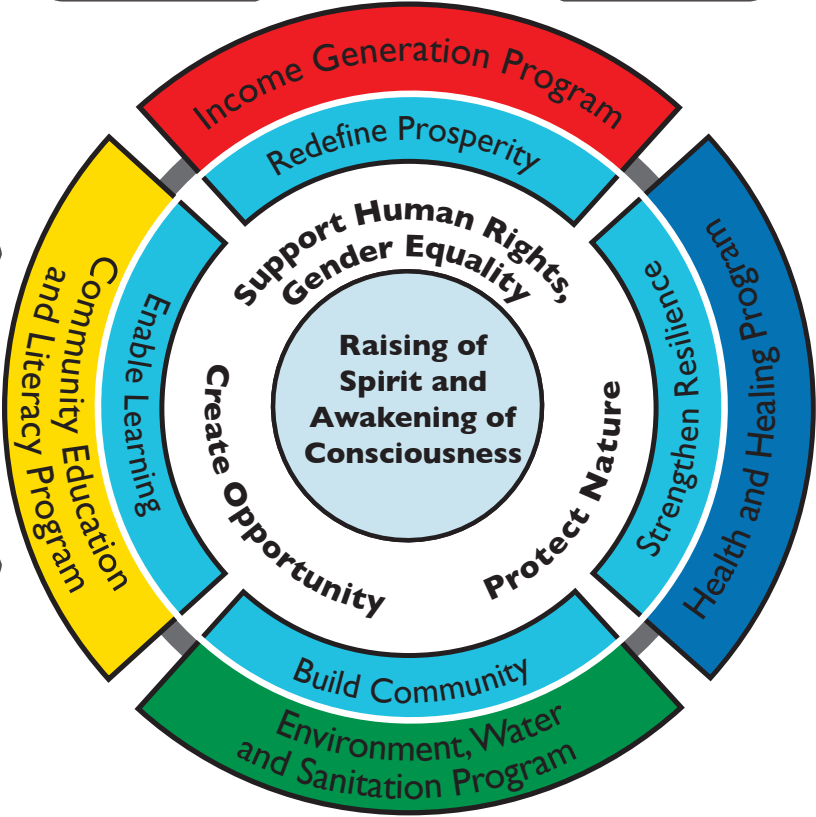 Income Generation Program
Redefine Prosperity
Support Human Rights,
Gender Equality
Raising of
Spirit and
Awakening of
Consciousness
Create Opportunity
Protect Nature
Enable Learning
Community Education
and Literacy Program
Strengthen Resilience
Health and Healing Program
Build Community
Environment, Water
and Sanitation Program